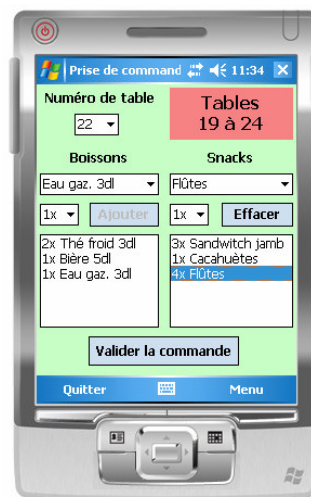 Prise de command 11:34
Numéro de table
22
Tables
19 à 24
Boissons
Snacks
Eau gaz. 3dl
Flûtes
1x
Ajouter
1x
Effacer
2x Thé froid 3dl
1x Bière 5dl
1x Eau gaz. 3dl
3x Sandwitch jamb
1x Cacahuètes
4x Flûtes
Valider la commande
Quitter
Menu